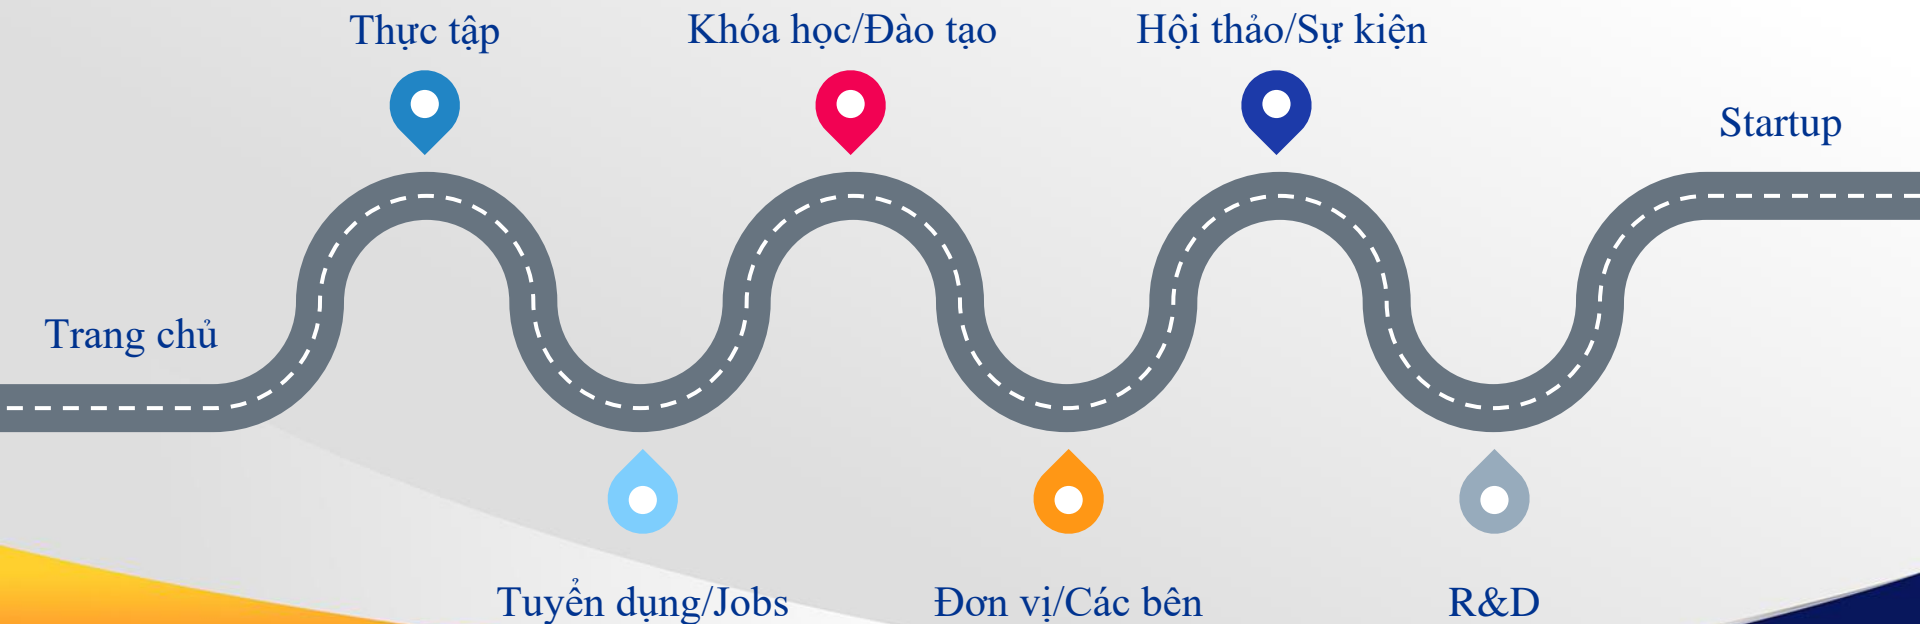 Thực tập
Khóa học/Đào tạo
Hội thảo/Sự kiện
Startup
Trang chủ
Tuyển dụng/Jobs
Đơn vị/Các bên
R&D